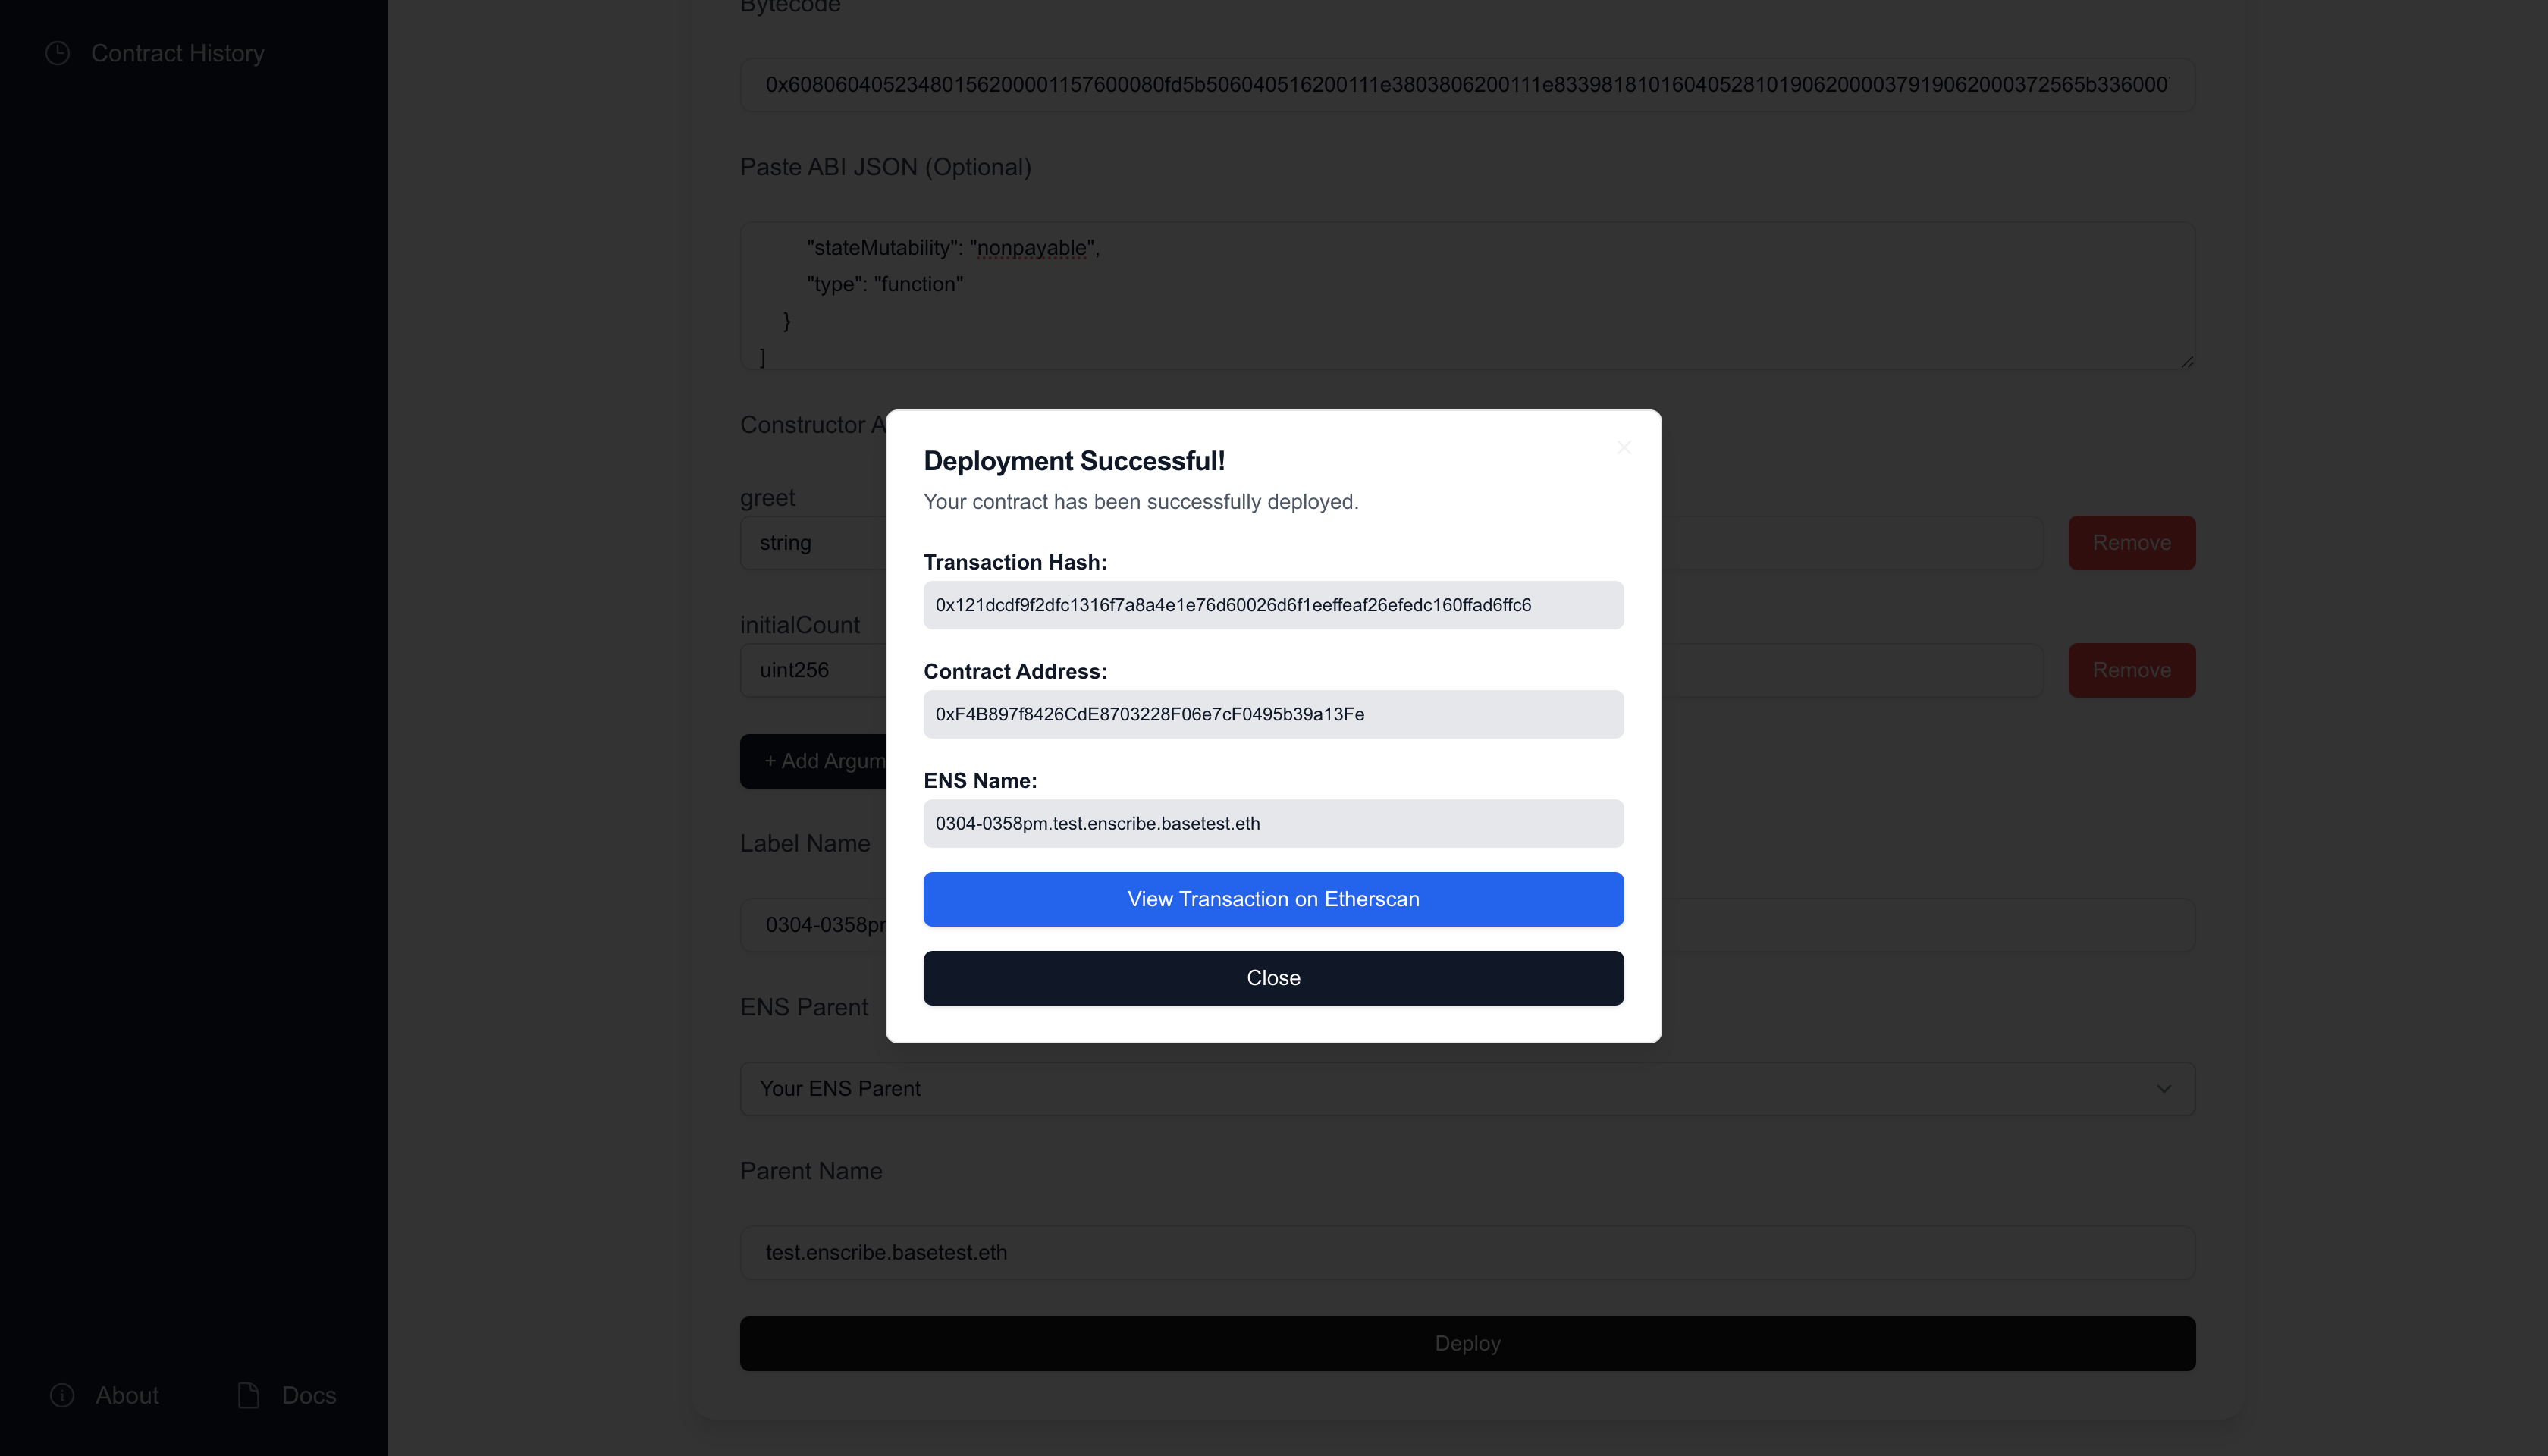 Contract History
About
Docs
Bytecode
0x608060405234801562000011576000080fd5b506040516200111e3803806200111e833981810160405281019062000037919062000372565b336000
Paste ABI JSON (Optional)
"stateMutability": "nonpayable",
"type": "function"
}
]
Constructor A
greet
string
Remove
initialCount
uint256
Remove
+ Add Argum
Label Name
0304-0358pm
ENS Parent
Your ENS Parent
Parent Name
test.enscribe.basetest.eth
Deploy
Deployment Successful!
Your contract has been successfully deployed.
Transaction Hash:
0x121dcdf9f2dfc1316f7a8a4e1e76d60026d6f1eeffeaf26efedc160ffad6ffc6
Contract Address:
0xF4B897f8426CdE8703228F06e7cF0495b39a13Fe
ENS Name:
0304-0358pm.test.enscribe.basetest.eth
View Transaction on Etherscan
Close